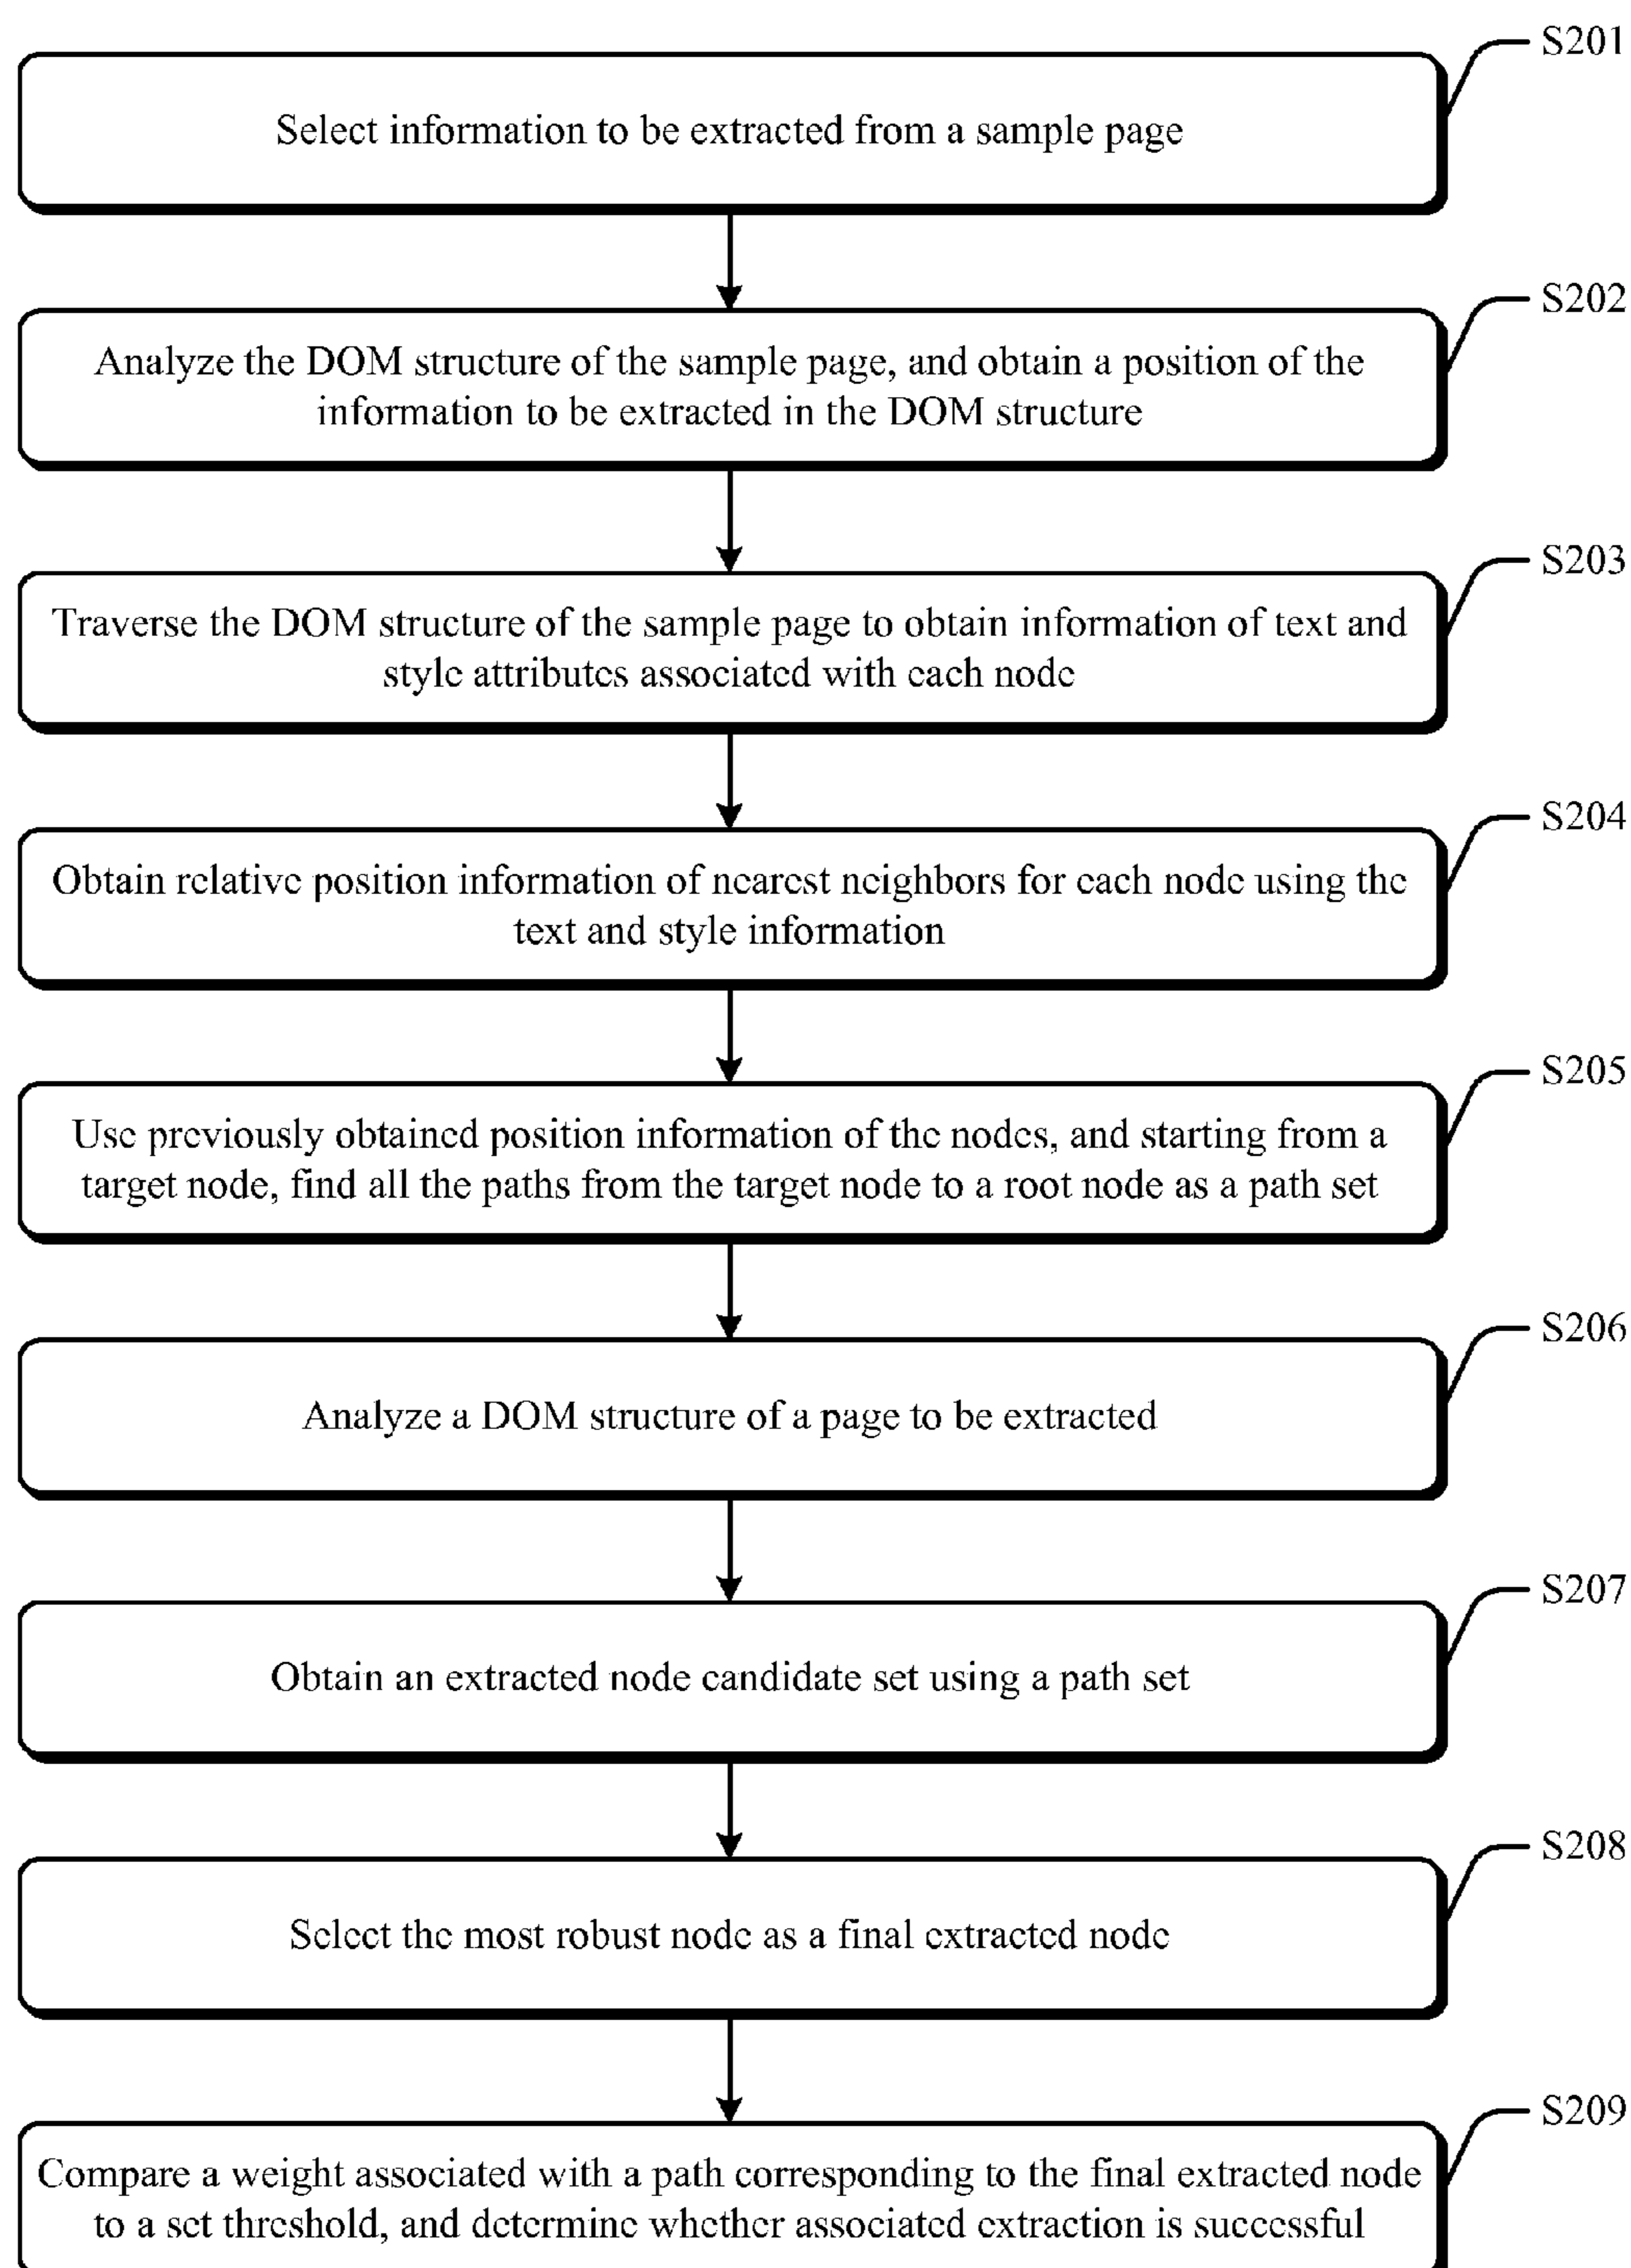 S201
Select information to be extracted from a sample page
S202
Analyze the DOM structure of the sample page, and obtain a position of the
information to be extracted in the DOM structure
S203
Traverse the DOM structure of the sample page to obtain information of text and
style attributes associated with each node
S204
Obtain relative position information of nearest neighbors for each node using the
text and style information
S205
Use previously obtained position information of the nodes, and starting from a
target node, find all the paths from the target node to a root node as a path set
S206
Analyze a DOM structure of a page to be extracted
S207
Obtain an extracted node candidate set using a path set
S208
Select the most robust node as a final extracted node
S209
Compare a weight associated with a path corresponding to the final extracted node
to a set threshold, and determine whether associated extraction is successful